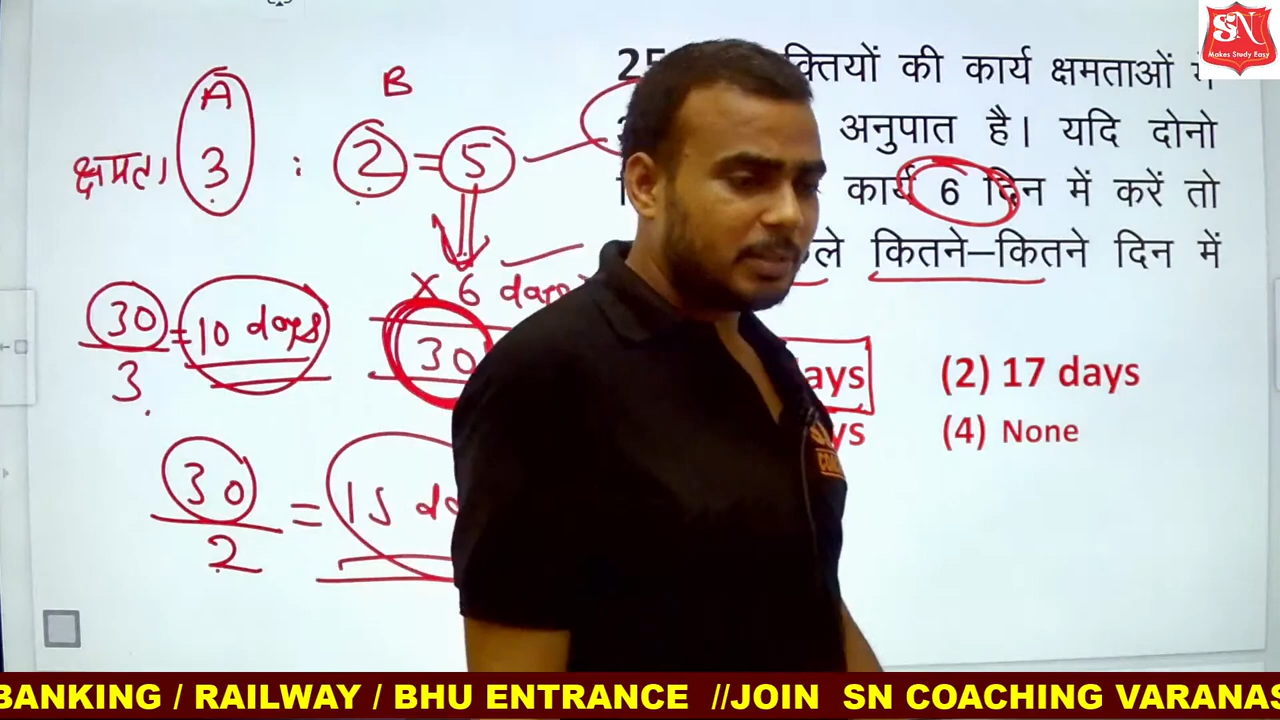 SN
Makes Study Easy
25
क्तियों की कार्य क्षमताओं में
अनुपात है। यदि दोनो
कार्य 6 दिन में करें तो
कितने–कितने दिन में
ays
(2) 17 days
ys
(4) None
A B
क्षमता 3 : 2 = 5
x 6 days
30
30
3
= 10 days
30
2
= 15 da
BANKING / RAILWAY / BHU ENTRANCE //JOIN SN COACHING VARANAS